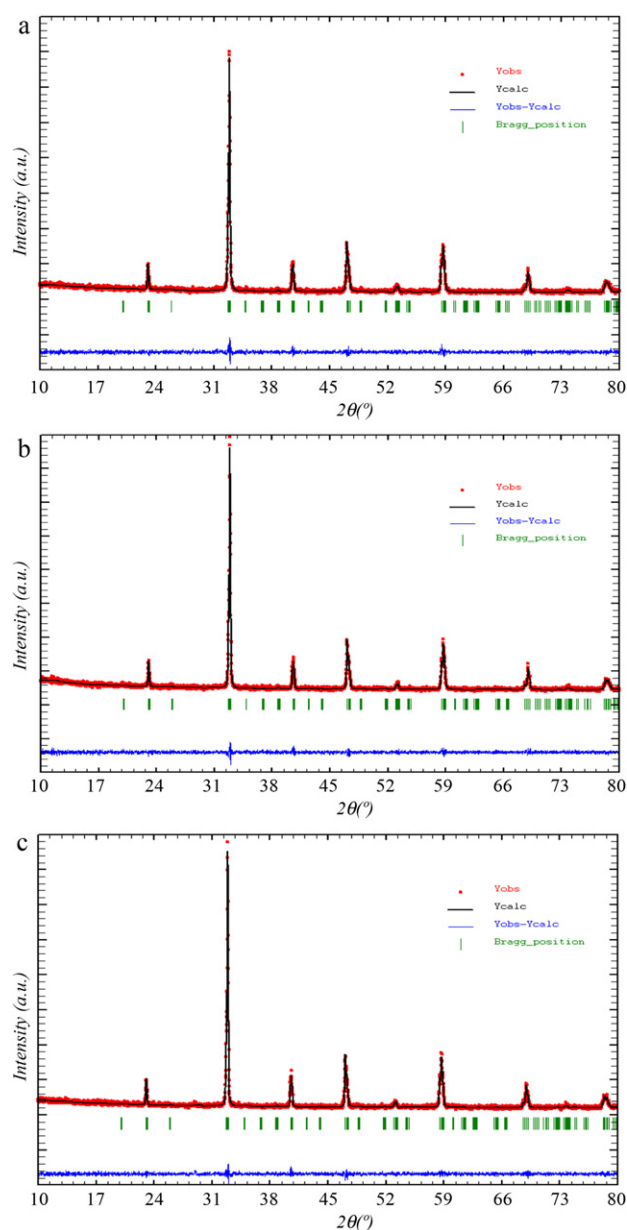 a
Intensity (a.u.)
Yobs
Ycalc
Yobs-Ycalc
Bragg_position
10 17 24 31 38 45 52 59 66 73 80
2θ(º)
b
Intensity (a.u.)
Yobs
Ycalc
Yobs-Ycalc
Bragg_position
10 17 24 31 38 45 52 59 66 73 80
2θ(º)
c
Intensity (a.u.)
Yobs
Ycalc
Yobs-Ycalc
Bragg_position
10 17 24 31 38 45 52 59 66 73 80
2θ(º)